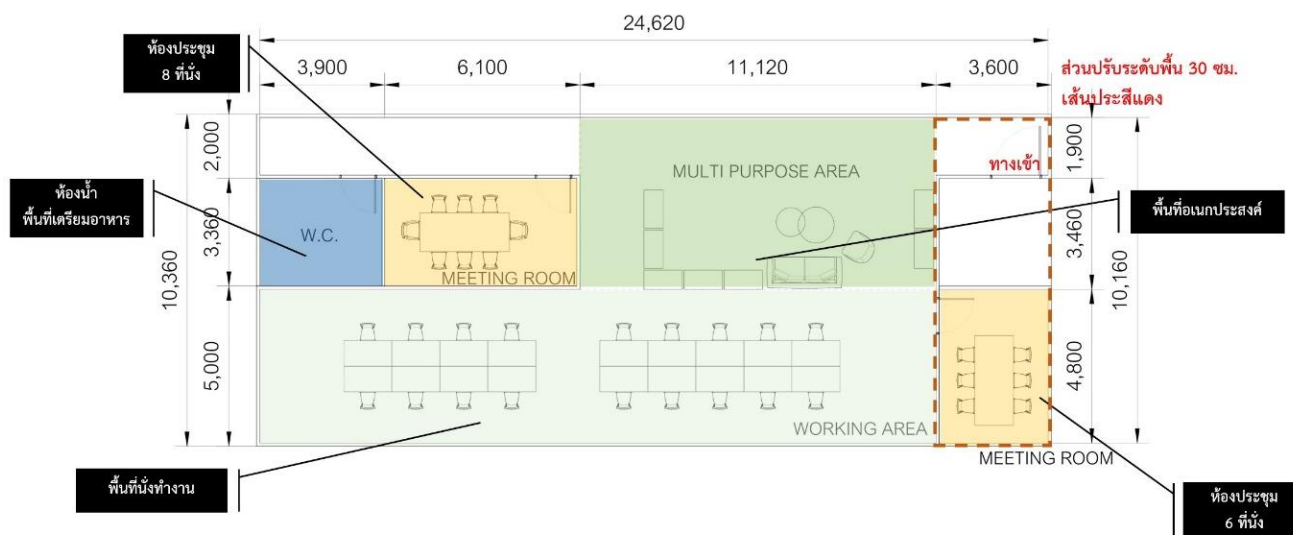 24,620
ห้องประชุม
8 ที่นั่ง
3,900
6,100
11,120
3,600
ส่วนปรับระดับพื้น 30 ซม.
เส้นประสีแดง
2,000
1,900
ทางเข้า
MULTI PURPOSE AREA
ห้องน้ำ
พื้นที่เตรียมอาหาร
พื้นที่อเนกประสงค์
3,360
W.C.
3,460
MEETING ROOM
10,360
10,160
5,000
4,800
WORKING AREA
MEETING ROOM
พื้นที่นั่งทำงาน
ห้องประชุม
6 ที่นั่ง